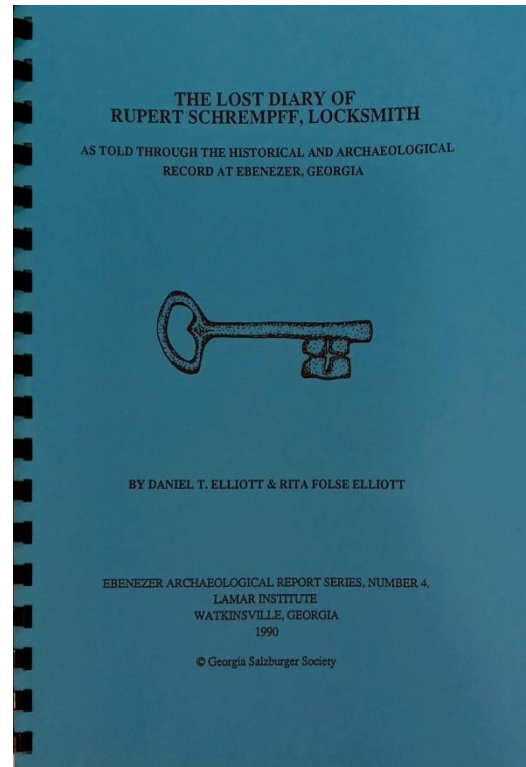 THE LOST DIARY OF
RUPERT SCHREMPFF, LOCKSMITH
AS TOLD THROUGH THE HISTORICAL AND ARCHAEOLOGICAL
RECORD AT EBENEZER, GEORGIA
BY DANIEL T. ELLIOTT & RITA FOLSE ELLIOTT
EBENEZER ARCHAEOLOGICAL REPORT SERIES, NUMBER 4,
LAMAR INSTITUTE
WATKINSVILLE, GEORGIA
1990
© Georgia Salzburger Society